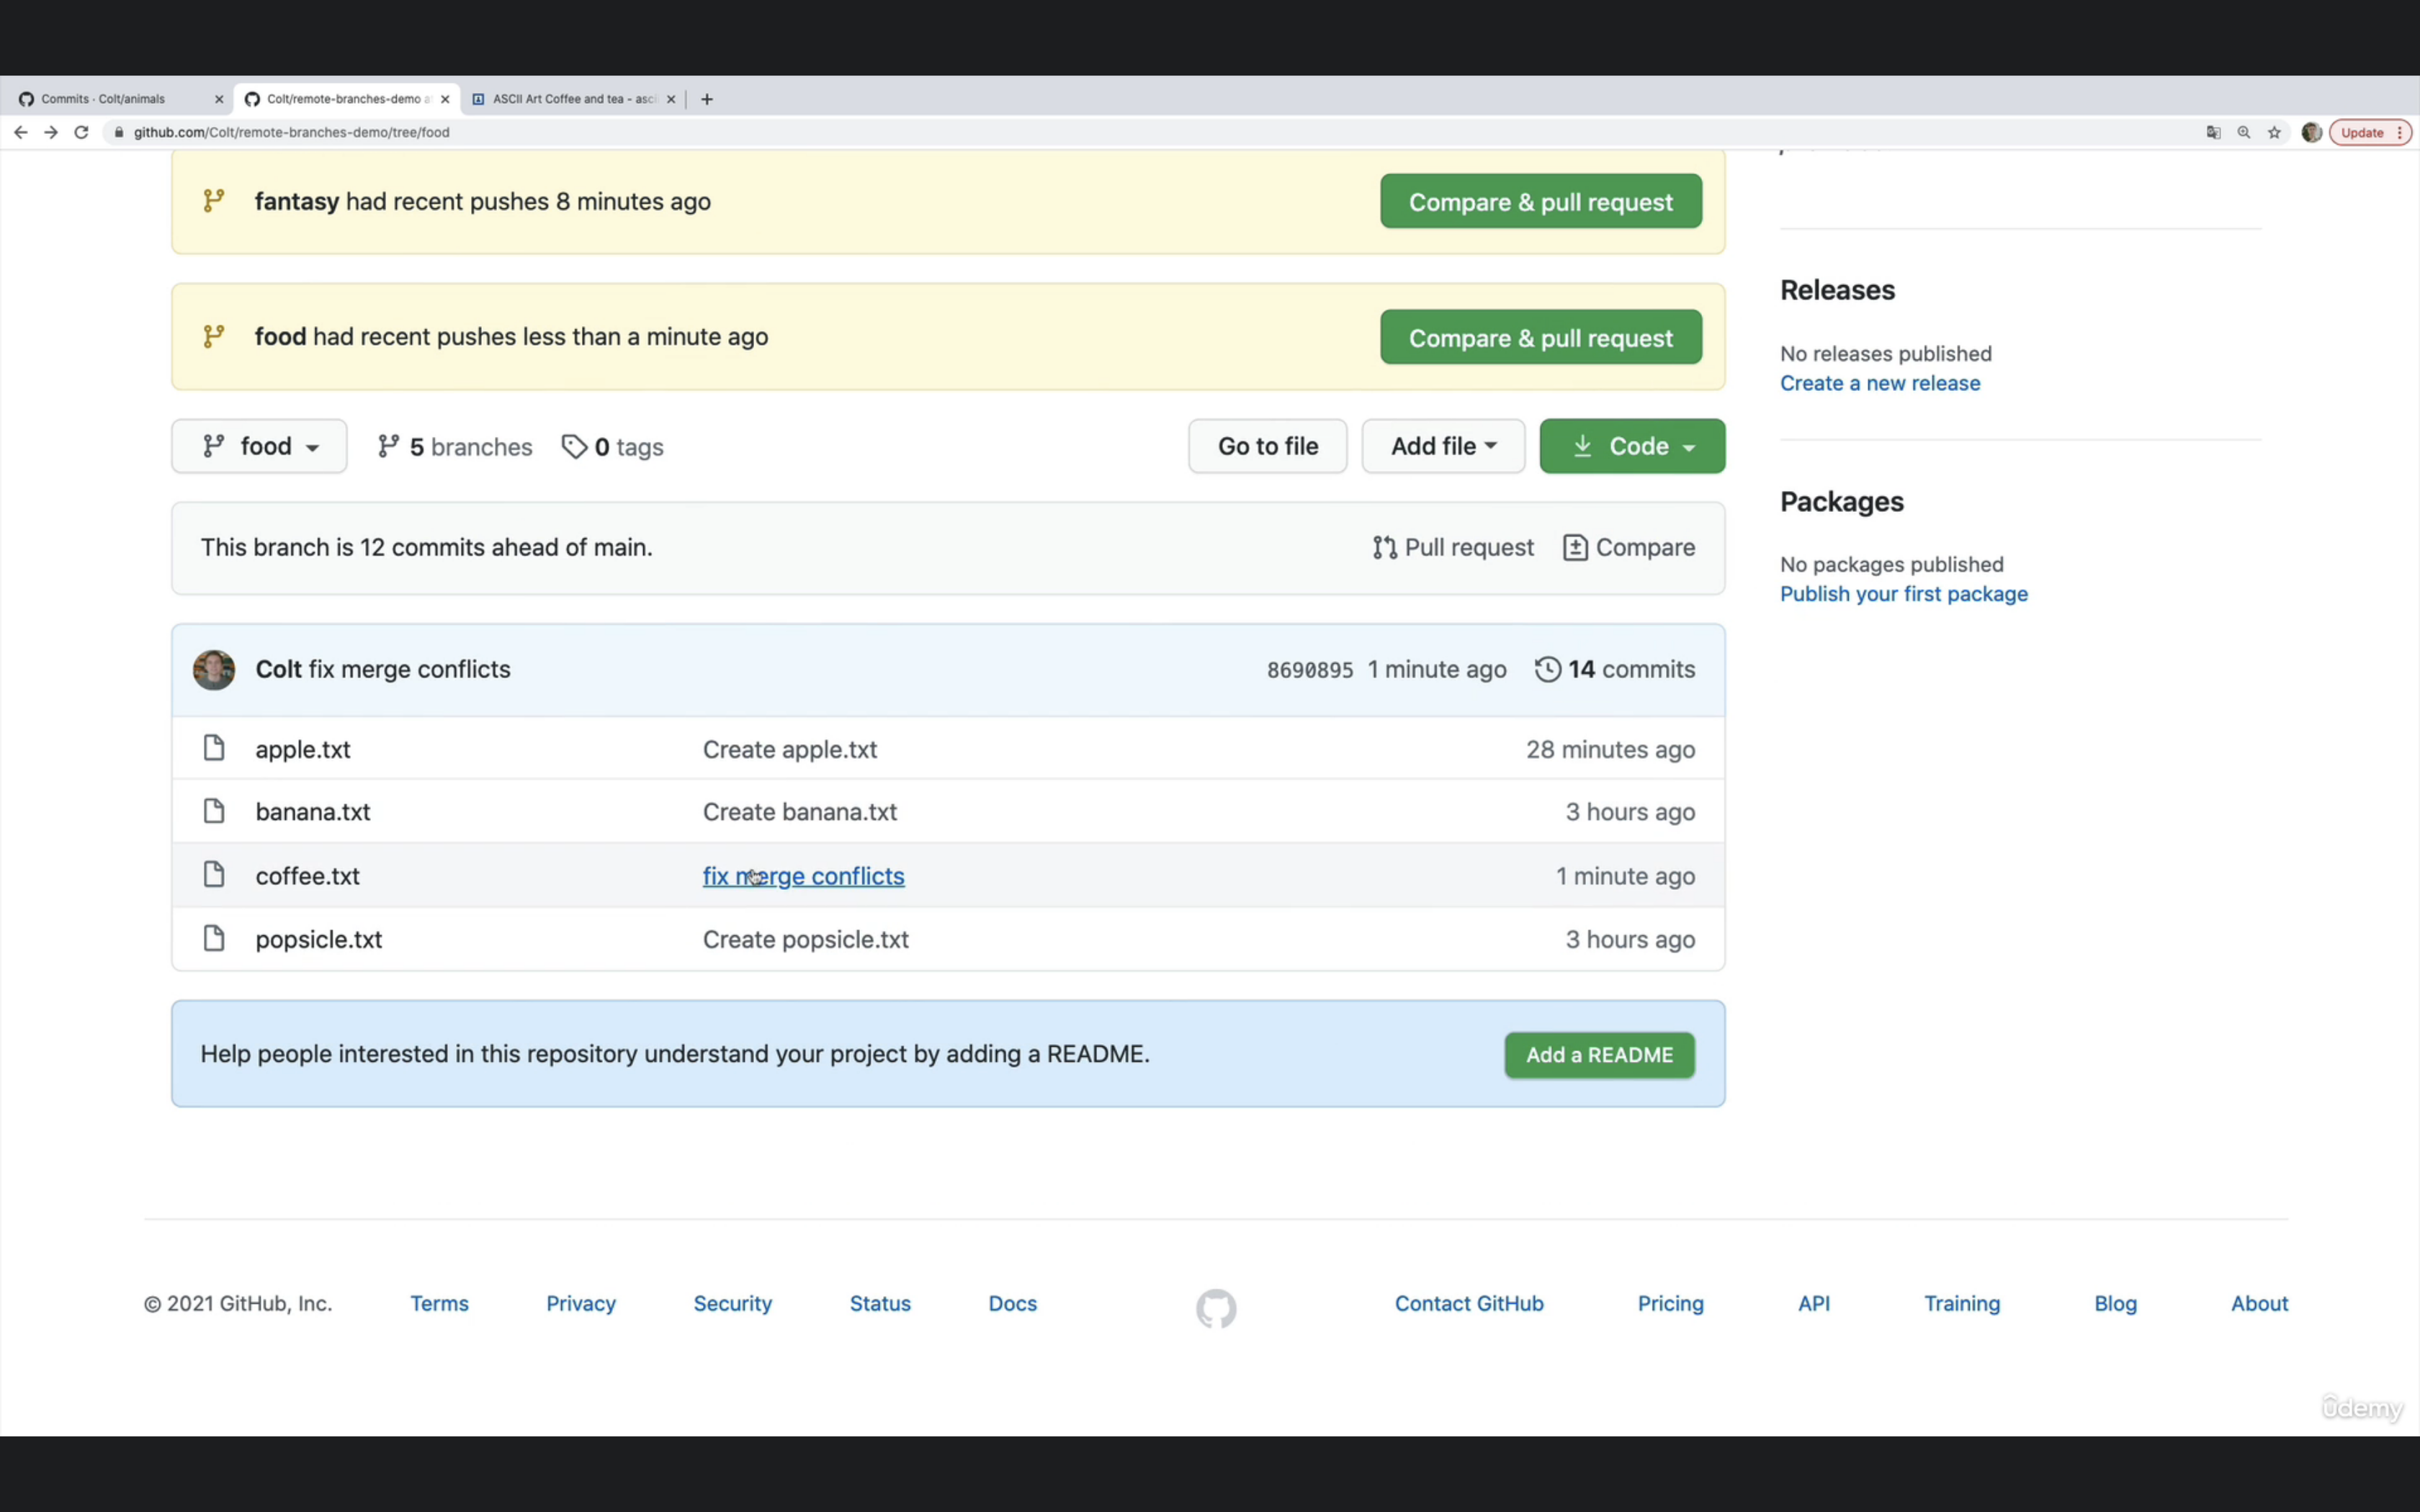 Commits · Colt/animals
Colt/remote-branches-demo
ASCII Art Coffee and tea - asci
github.com/Colt/remote-branches-demo/tree/food
Update
fantasy had recent pushes 8 minutes ago
Compare & pull request
food had recent pushes less than a minute ago
Compare & pull request
Releases
No releases published
Create a new release
food
5 branches
0 tags
Go to file
Add file
Code
This branch is 12 commits ahead of main.
Pull request
Compare
Packages
No packages published
Publish your first package
Colt fix merge conflicts
8690895 1 minute ago
14 commits
apple.txt
Create apple.txt
28 minutes ago
banana.txt
Create banana.txt
3 hours ago
coffee.txt
fix merge conflicts
1 minute ago
popsicle.txt
Create popsicle.txt
3 hours ago
Help people interested in this repository understand your project by adding a README.
Add a README
© 2021 GitHub, Inc.
Terms
Privacy
Security
Status
Docs
Contact GitHub
Pricing
API
Training
Blog
About
ûdemy